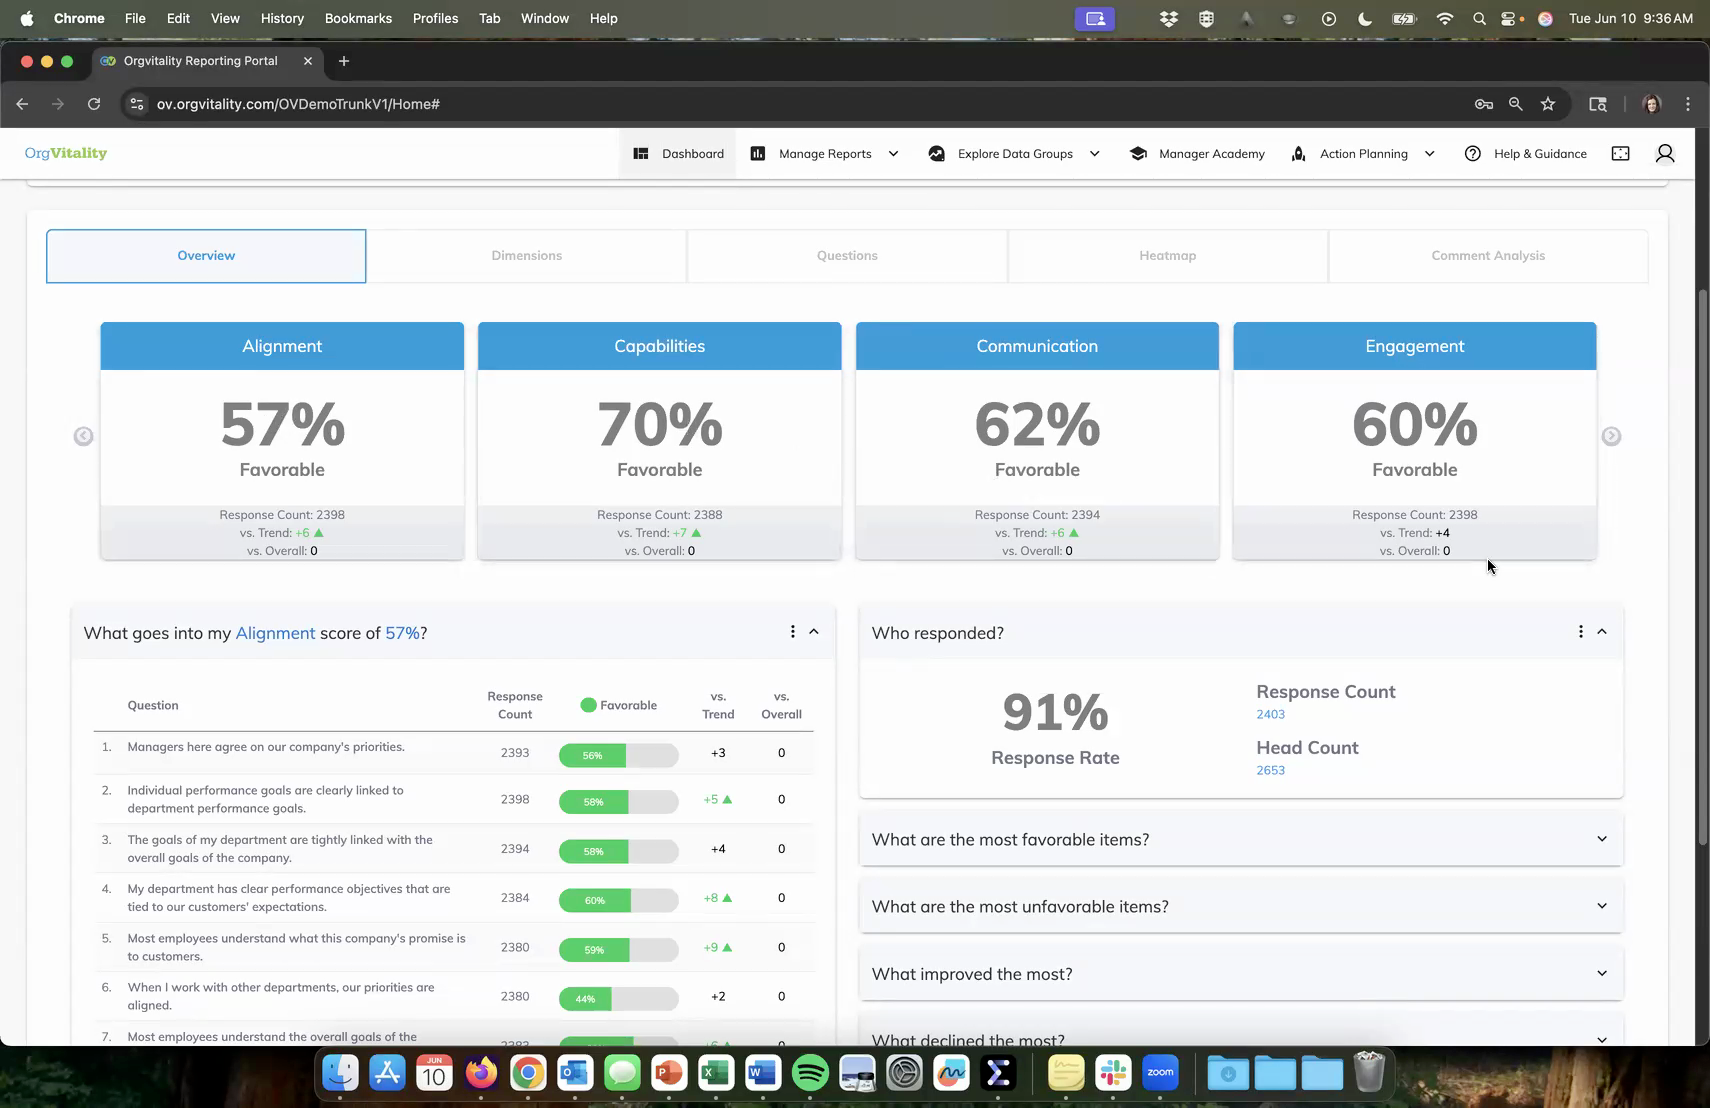 Chrome File Edit View History Bookmarks Profiles Tab Window Help Tue Jun 10 9:36 AM
Orgvitality Reporting Portal
ov.orgvitality.com/OVDemoTrunkV1/Home#
OrgVitality Dashboard Manage Reports Explore Data Groups Manager Academy Action Planning Help & Guidance
Overview Dimensions Questions Heatmap Comment Analysis
Alignment Capabilities Communication Engagement
57% 70% 62% 60%
Favorable Favorable Favorable Favorable
Response Count: 2398 Response Count: 2388 Response Count: 2394 Response Count: 2398
vs. Trend: +6 ▲ vs. Trend: +7 ▲ vs. Trend: +6 ▲ vs. Trend: +4
vs. Overall: 0 vs. Overall: 0 vs. Overall: 0 vs. Overall: 0
What goes into my Alignment score of 57%?
Question Response Count Favorable vs. Trend vs. Overall
1. Managers here agree on our company's priorities. 2393 56% +3 0
2. Individual performance goals are clearly linked to
department performance goals. 2398 58% +5 ▲ 0
3. The goals of my department are tightly linked with the
overall goals of the company. 2394 58% +4 0
4. My department has clear performance objectives that are
tied to our customers' expectations. 2384 60% +8 ▲ 0
5. Most employees understand what this company's promise is
to customers. 2380 59% +9 ▲ 0
6. When I work with other departments, our priorities are
aligned. 2380 44% +2 0
7. Most employees understand the overall goals of the
Who responded?
91%
Response Rate
Response Count
2403
Head Count
2653
What are the most favorable items?
What are the most unfavorable items?
What improved the most?
What declined the most?
JUN
10
zoom